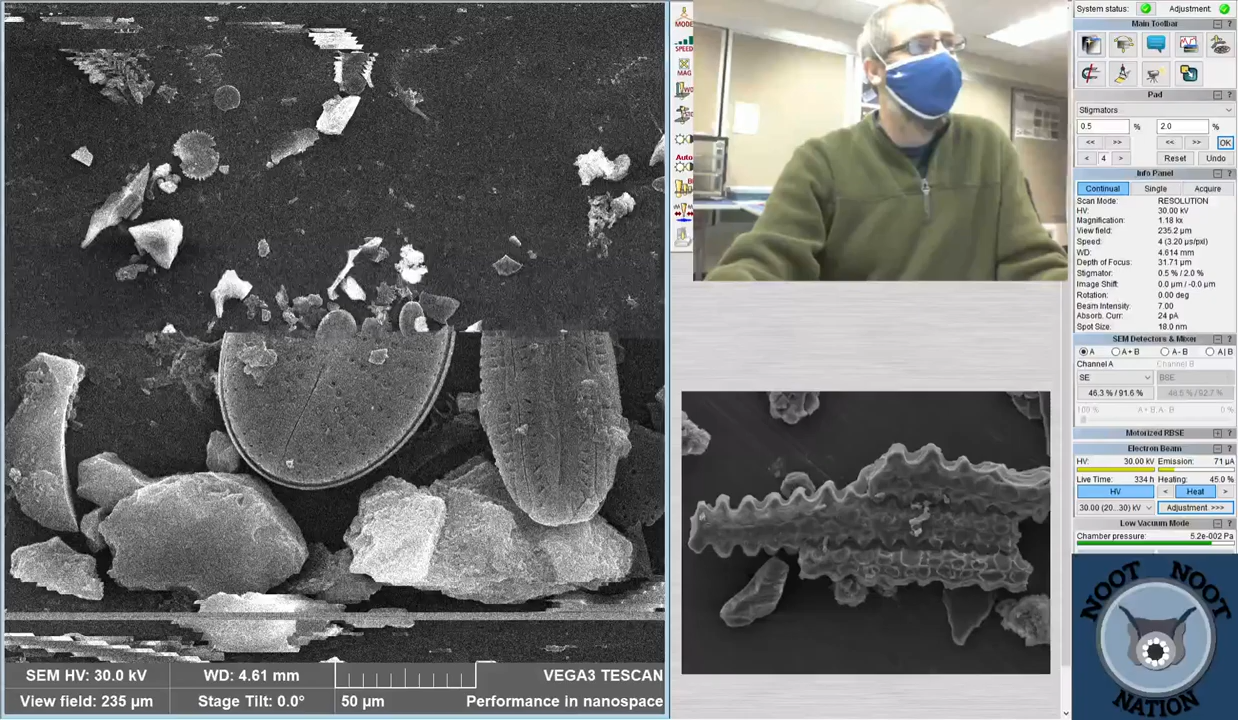 SEM HV: 30.0 kV
WD: 4.61 mm
VEGA3 TESCAN
View field: 235 µm
Stage Tilt: 0.0°
50 µm
Performance in nanospace
MODE
SPEED
MAG
WD
Auto
System status:
Adjustment:
Main Toolbar
Pad
Stigmators
0.5 %
2.0 %
<< >>
<< >>
OK
< 4 >
Reset
Undo
Info Panel
Continual
Single
Acquire
Scan Mode: RESOLUTION
HV: 30.00 kV
Magnification: 1.18 kx
View field: 235.2 µm
Speed: 4 (3.20 µs/pxl)
WD: 4.614 mm
Depth of Focus: 31.71 µm
Stigmator: 0.5 % / 2.0 %
Image Shift: 0.0 µm / -0.0 µm
Rotation: 0.00 deg
Beam Intensity: 7.00
Absorb. Curr: 24 pA
Spot Size: 18.0 nm
SEM Detectors & Mixer
A
A + B
A - B
A | B
Channel A
SE
BSE
46.3 % / 91.6 %
100 %
A + B A - B
0 %
Motorized RBSE
Electron Beam
HV: 30.00 kV
Emission: 71 µA
Live Time: 334 h
Heating: 45.0 %
HV
< Heat >
30.00 (20...30) kV
Adjustment >>>
Low Vacuum Mode
Chamber pressure: 5.2e-002 Pa
NOOT NOOT
NATION